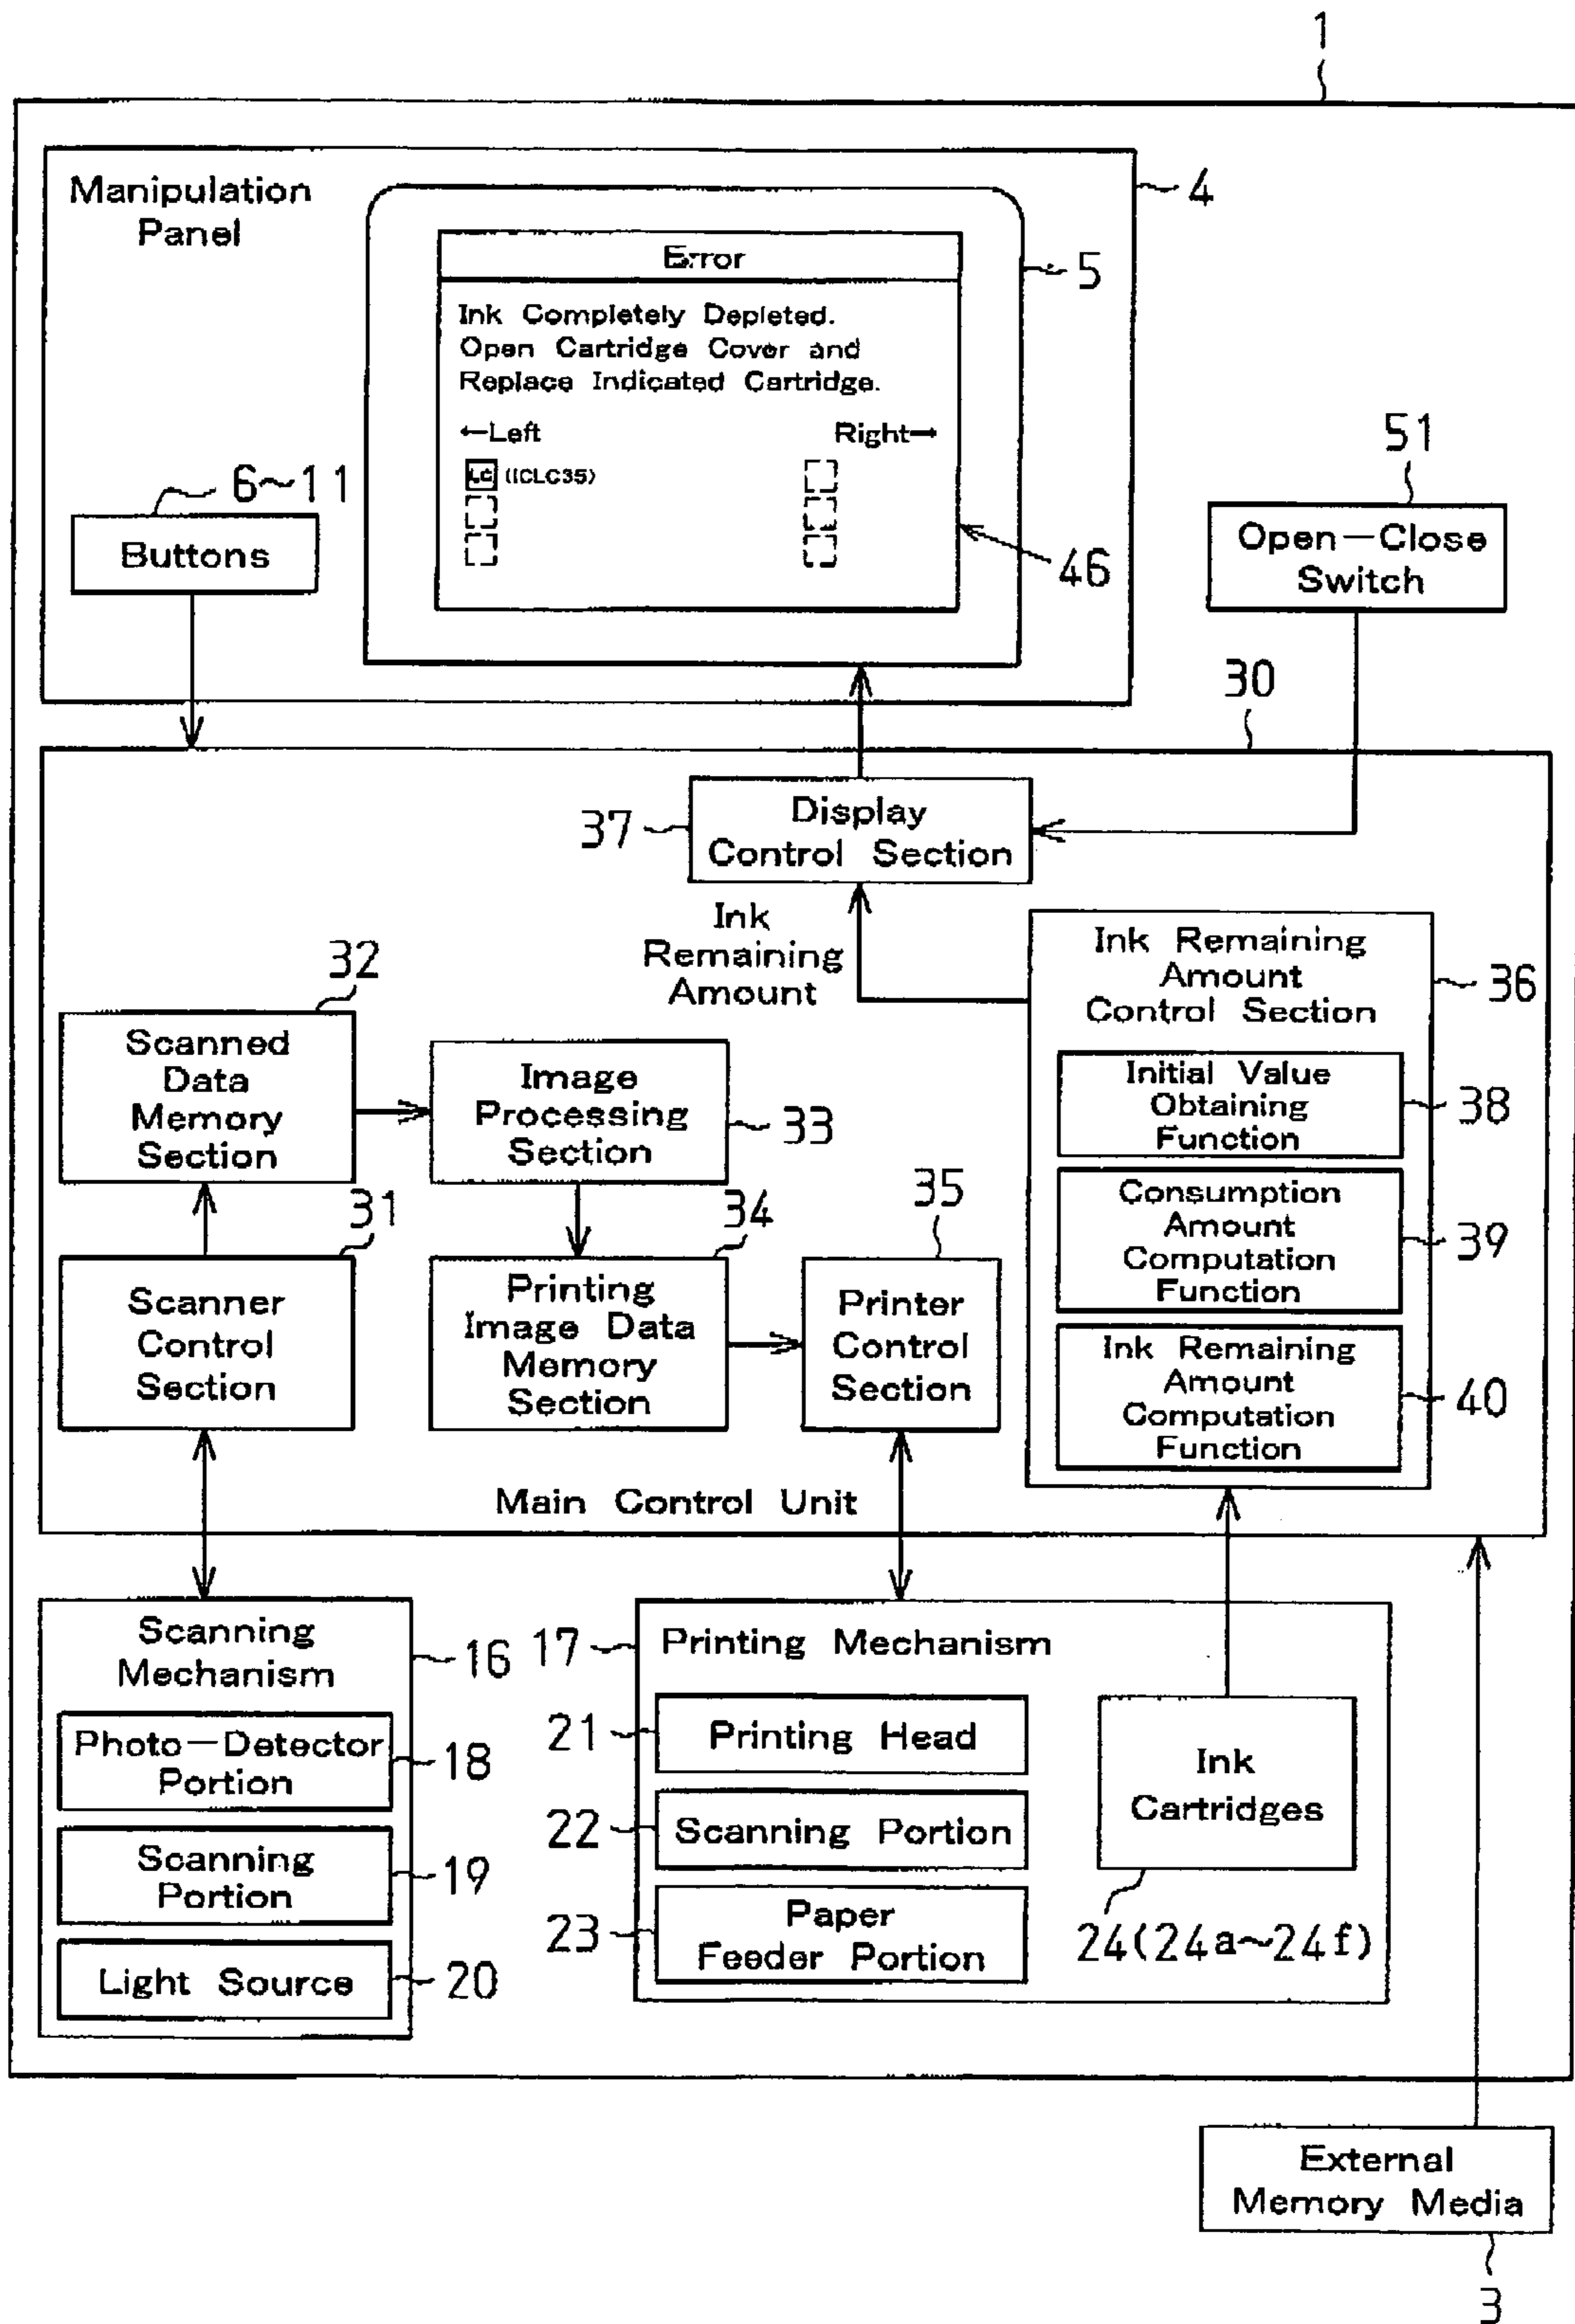 1
Manipulation
Panel
4
Error
5
Ink Completely Depleted.
Open Cartridge Cover and
Replace Indicated Cartridge.
←Left
Right→
LC (ICLC35)
46
6~11
Buttons
51
Open-Close
Switch
30
37
Display
Control Section
Ink
Remaining
Amount
Ink Remaining
Amount
Control Section
36
Initial Value
Obtaining
Function
38
Consumption
Amount
Computation
Function
39
Ink Remaining
Amount
Computation
Function
40
32
Scanned
Data
Memory
Section
Image
Processing
Section
33
31
Scanner
Control
Section
34
Printing
Image Data
Memory
Section
35
Printer
Control
Section
Main Control Unit
Scanning
Mechanism
16
Photo-Detector
Portion
18
Scanning
Portion
19
Light Source
20
17
Printing Mechanism
21
Printing Head
22
Scanning Portion
23
Paper
Feeder Portion
Ink
Cartridges
24(24a~24f)
External
Memory Media
3